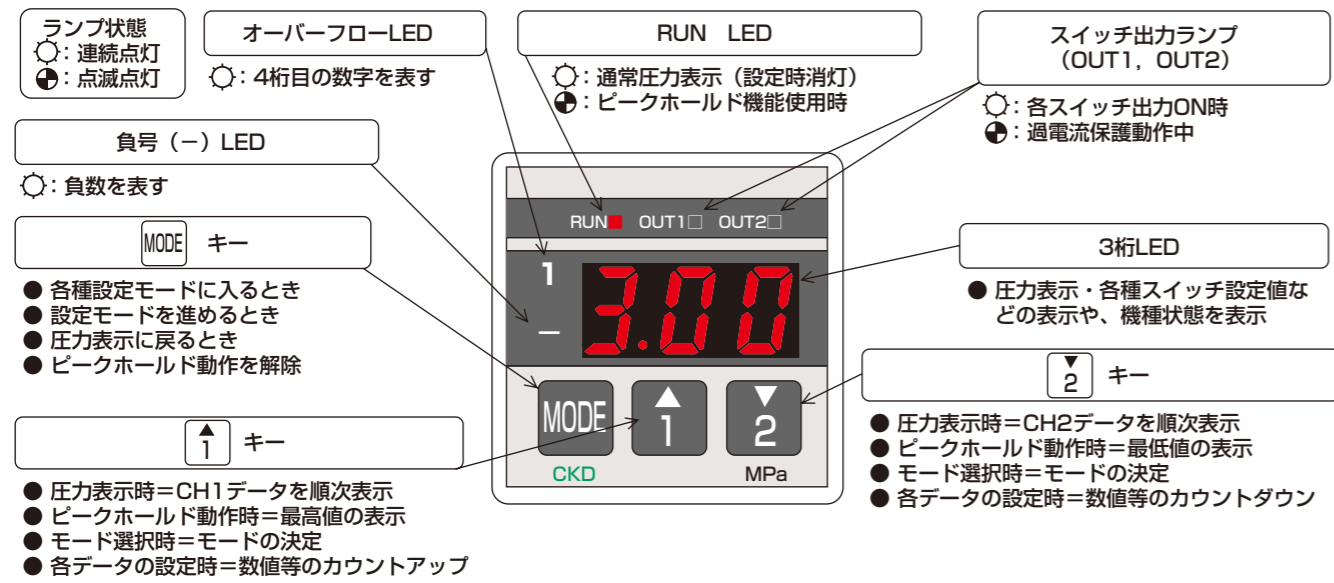 ランプ状態
：連続点灯
：点滅点灯
オーバーフローLED
：4桁目の数字を表す
RUN LED
：通常圧力表示（設定時消灯）
：ピークホールド機能使用時
スイッチ出力ランプ
（OUT1，OUT2）
：各スイッチ出力ON時
：過電流保護動作中
負号（－）LED
：負数を表す
MODE キー
● 各種設定モードに入るとき
● 設定モードを進めるとき
● 圧力表示に戻るとき
● ピークホールド動作を解除
▲1 キー
● 圧力表示時＝CH1データを順次表示
● ピークホールド動作時＝最高値の表示
● モード選択時＝モードの決定
● 各データの設定時＝数値等のカウントアップ
RUN■ OUT1□ OUT2□
1
－
3.00
MODE ▲1 ▼2
CKD MPa
3桁LED
● 圧力表示・各種スイッチ設定値な
どの表示や、機種状態を表示
▼2 キー
● 圧力表示時＝CH2データを順次表示
● ピークホールド動作時＝最低値の表示
● モード選択時＝モードの決定
● 各データの設定時＝数値等のカウントダウン